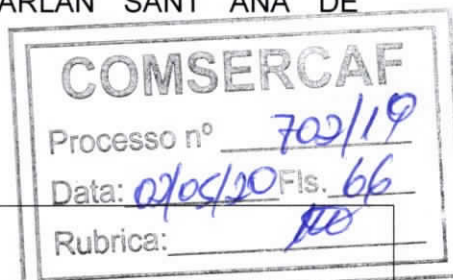 ARLAN SANT ANA DE
COMSERCAF
Processo nº 702/19
Data: 02/05/20 Fls. 66
Rubrica: